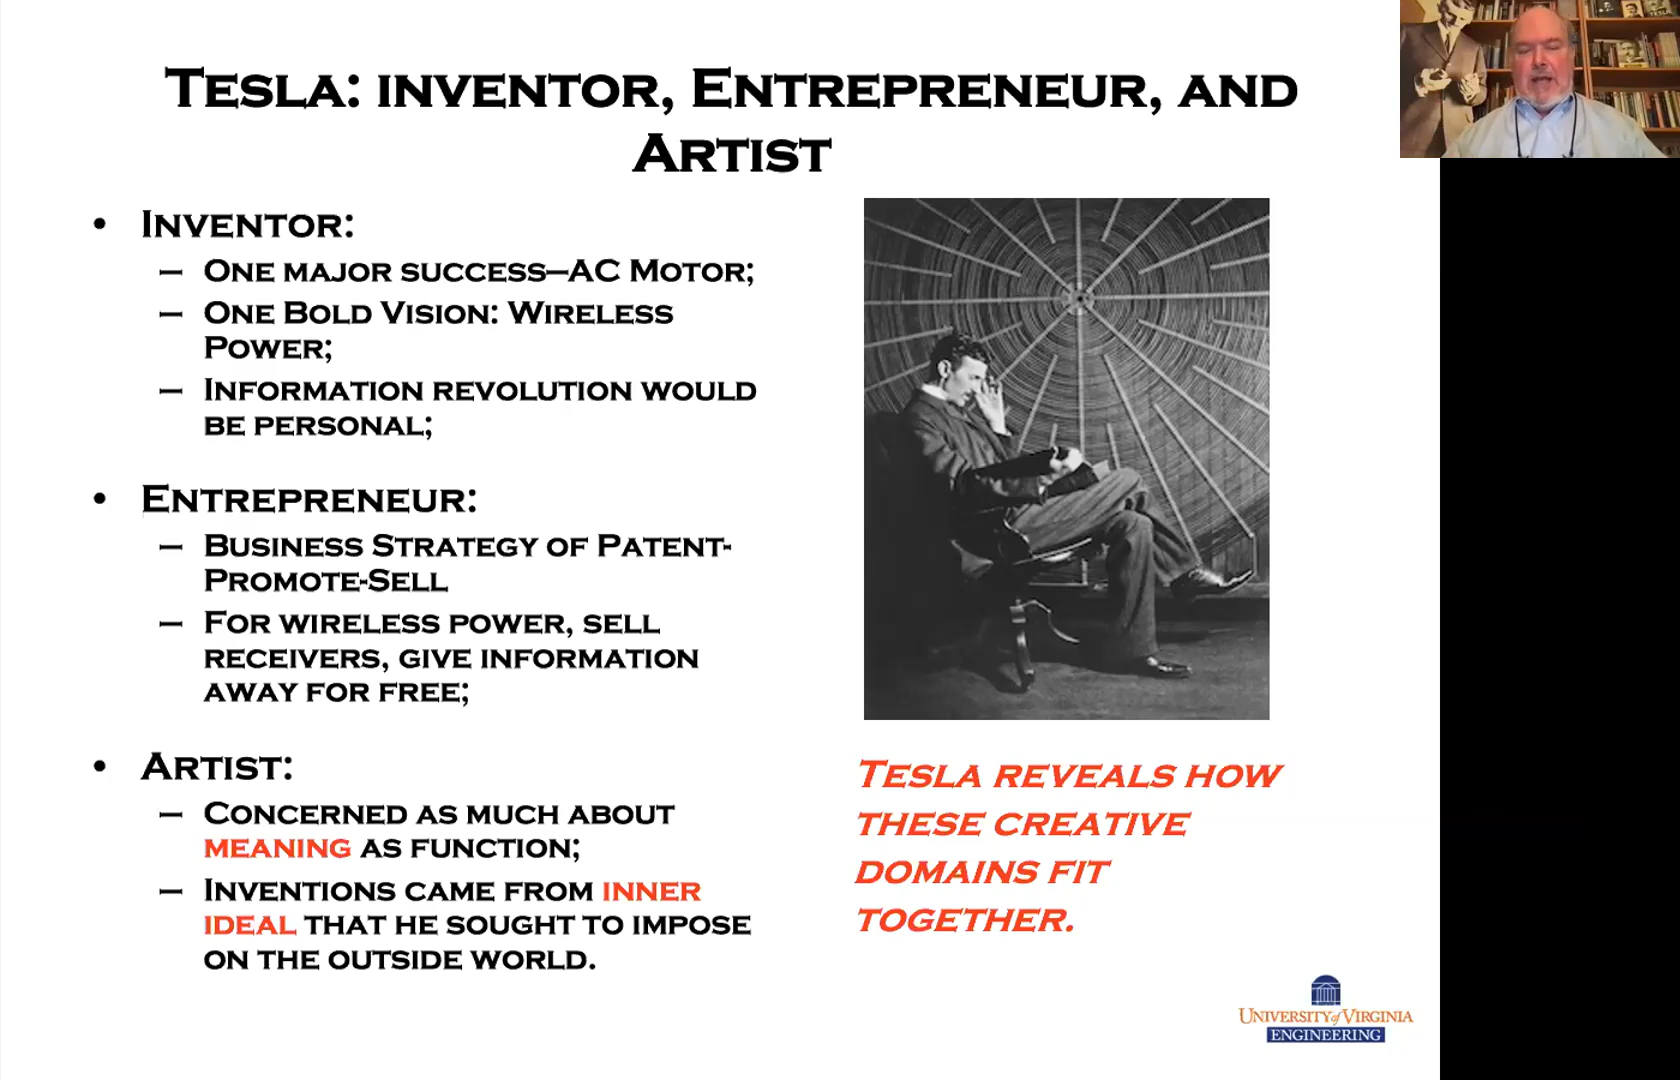 TESLA: INVENTOR, ENTREPRENEUR, AND
ARTIST
• INVENTOR:
– ONE MAJOR SUCCESS—AC MOTOR;
– ONE BOLD VISION: WIRELESS
POWER;
– INFORMATION REVOLUTION WOULD
BE PERSONAL;
• ENTREPRENEUR:
– BUSINESS STRATEGY OF PATENT-
PROMOTE-SELL
– FOR WIRELESS POWER, SELL
RECEIVERS, GIVE INFORMATION
AWAY FOR FREE;
• ARTIST:
– CONCERNED AS MUCH ABOUT
MEANING AS FUNCTION;
– INVENTIONS CAME FROM INNER
IDEAL THAT HE SOUGHT TO IMPOSE
ON THE OUTSIDE WORLD.
TESLA REVEALS HOW
THESE CREATIVE
DOMAINS FIT
TOGETHER.
UNIVERSITY of VIRGINIA
ENGINEERING